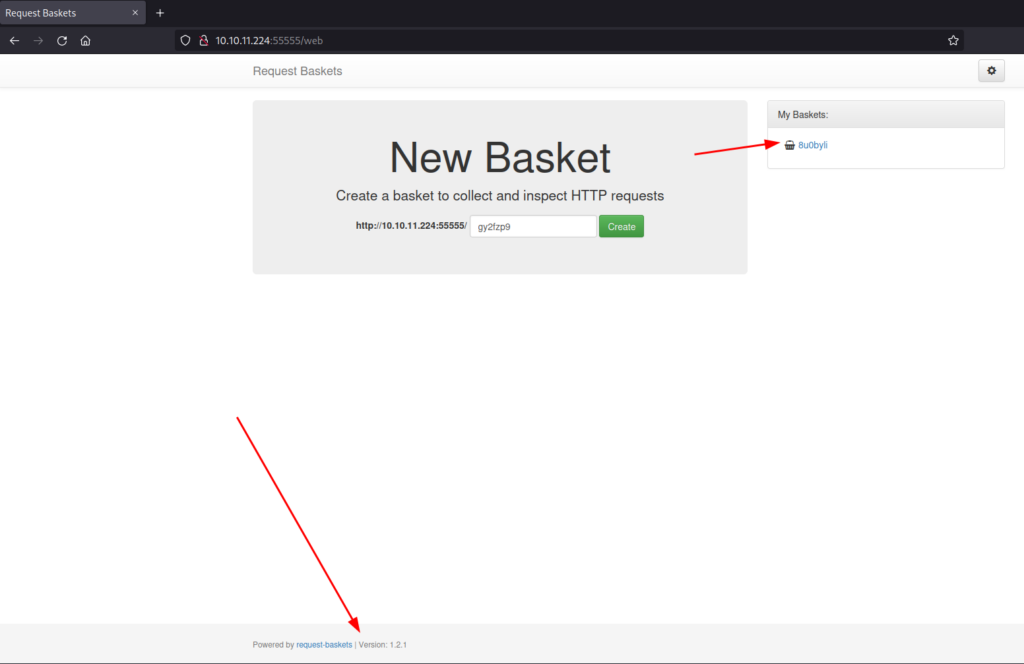 Request Baskets
10.10.11.224:55555/web
Request Baskets
New Basket
Create a basket to collect and inspect HTTP requests
http://10.10.11.224:55555/ gy2fzp9 Create
My Baskets:
8u0byli
Powered by request-baskets | Version: 1.2.1